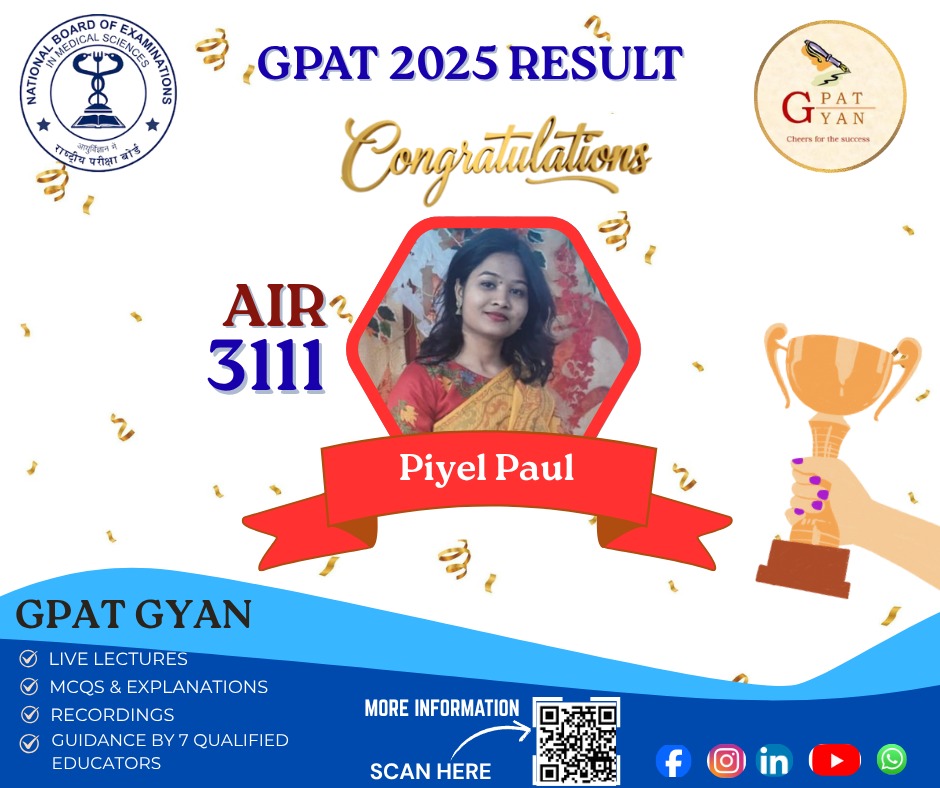 NATIONAL BOARD OF EXAMINATIONS
IN MEDICAL SCIENCES
राष्ट्रीय परीक्षा बोर्ड
GPAT 2025 RESULT
GPAT
GYAN
Cheers for the success
Congratulations
AIR
3111
Piyel Paul
GPAT GYAN
LIVE LECTURES
MCQS & EXPLANATIONS
RECORDINGS
GUIDANCE BY 7 QUALIFIED
EDUCATORS
MORE INFORMATION
SCAN HERE